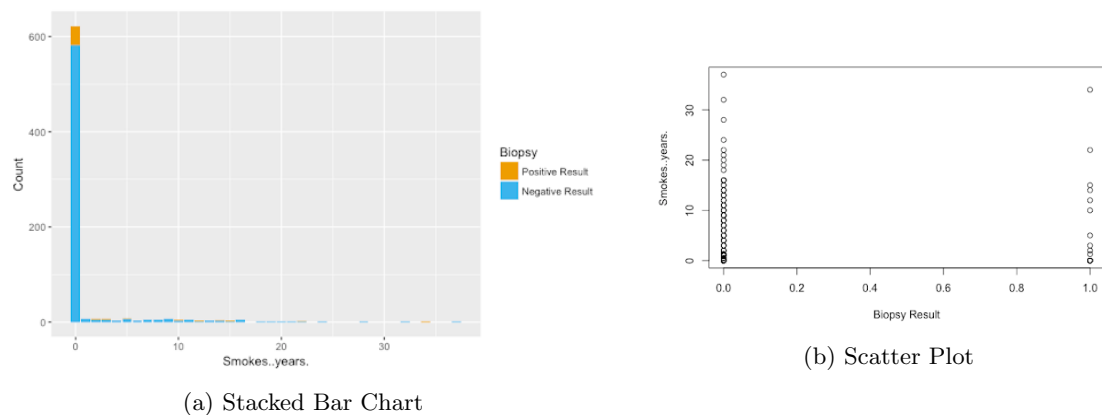 600
400
200
0
Count
0
10
20
30
Smokes..years.
Biopsy
Positive Result
Negative Result
(a) Stacked Bar Chart
30
20
10
0
Smokes..years.
0.0
0.2
0.4
0.6
0.8
1.0
Biopsy Result
(b) Scatter Plot